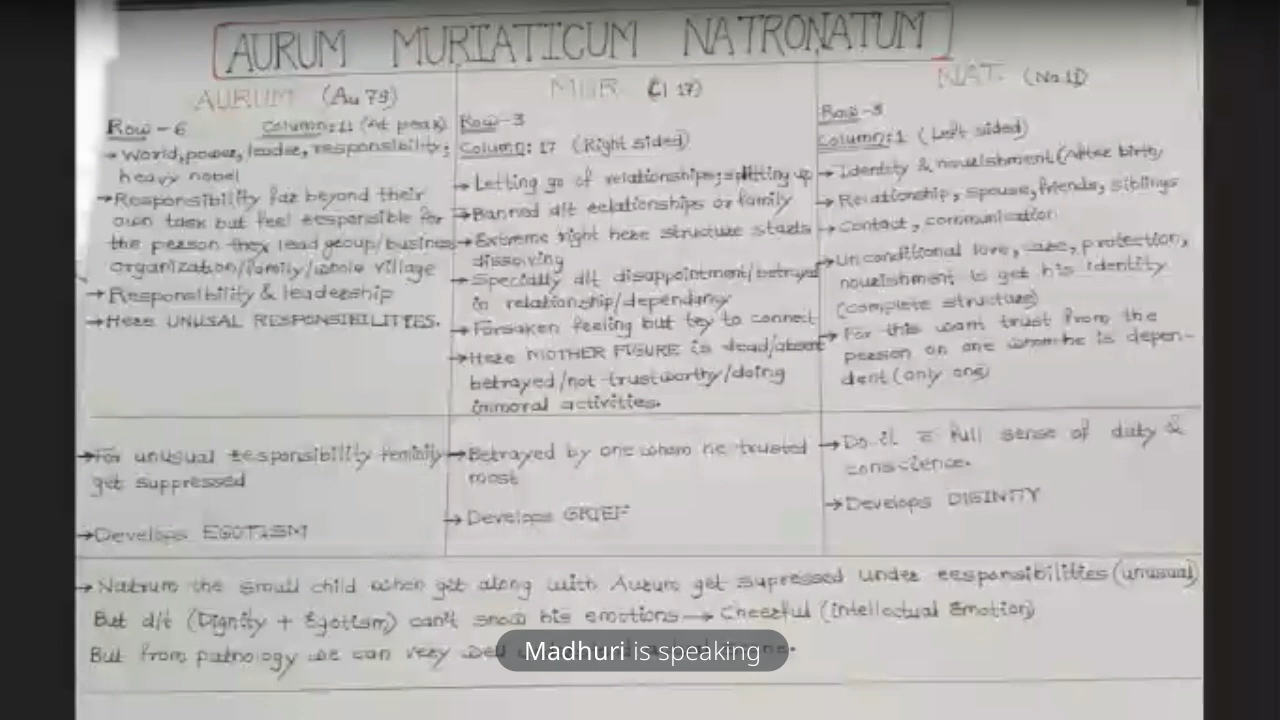 AURUM MURIATICUM NATRONATUM
AURUM (Au 79)
Row-6 Column:11 (At peak)
→ World, power, leader, responsibility;
heavy nobel
→ Responsibility far beyond their
own task but feel responsible for
the person they lead group/business
organization/family/whole village
→ Responsibility & leadership
→ Here UNUSAL RESPONSIBILITIES.
MUR (Cl 17)
Row-3
Column: 17 (Right sided)
→ Letting go of relationships; splitting up
→ Banned d/t relationships or family
→ Extreme right here structure starts
dissolving
→ Specially d/t disappointment/betrayed
in relationship/dependancy
→ Forsaken feeling but try to connect
→ Here MOTHER FIGURE is dead/absent
betrayed/not trustworthy/doing
immoral activities.
NAT. (Na 11)
Row-3
Column:1 (Left sided)
→ Identity & nourishment (After birth)
→ Relationship, spouse, friends, siblings
→ Contact, communication
→ Unconditional love, care, protection,
nourishment to get his identity
(complete structure)
→ For this want trust from the
person on one whom he is depen-
dent (only one)
→ For unusual responsibility feminity
get suppressed
→ Develops EGOTISM
→ Betrayed by one whom he trusted
most
→ Develops GRIEF
→ Do it c̄ full sense of duty &
conscience.
→ Develops DIGINITY
→ Natrum the small child when get along with Aurum get supressed under responsibilities (unusual)
But d/t (Dignity + Egotism) can't show his emotions → Cheerful (intellectual Emotion)
But from pathology we can very well
Madhuri is speaking